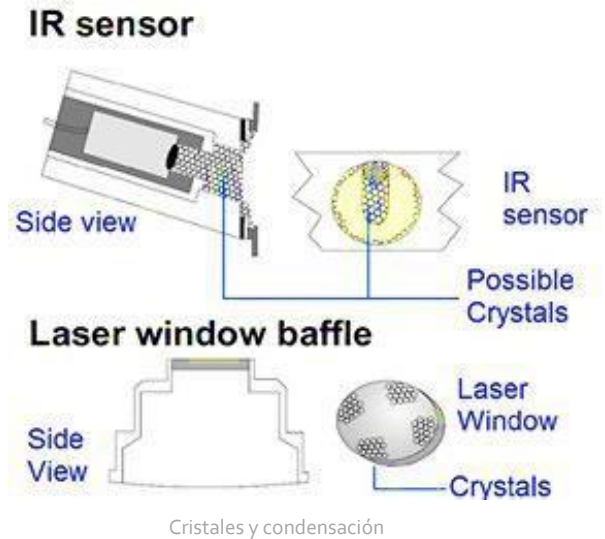 IR sensor
Side view
IR
sensor
Possible
Crystals
Laser window baffle
Side
View
Laser
Window
Crystals
Cristales y condensación